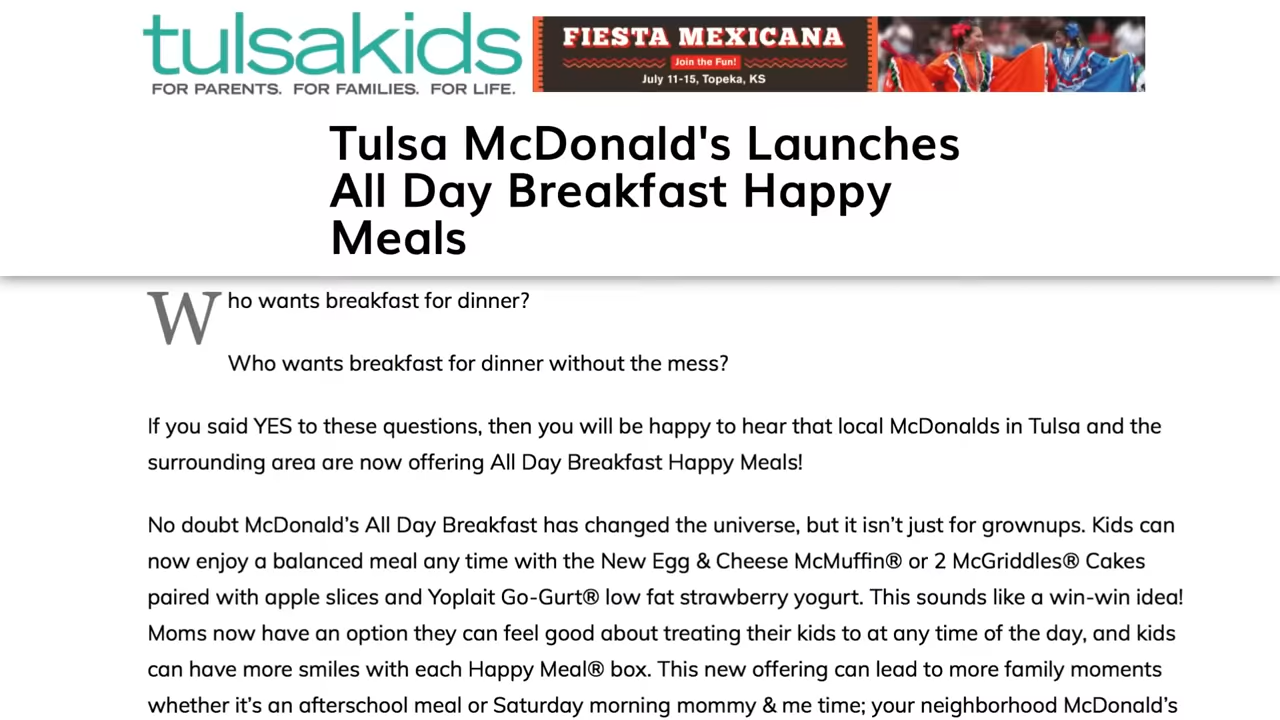 tulsakids
FOR PARENTS. FOR FAMILIES. FOR LIFE.
FIESTA MEXICANA
Join the Fun!
July 11-15, Topeka, KS
Tulsa McDonald's Launches
All Day Breakfast Happy
Meals
Who wants breakfast for dinner?
Who wants breakfast for dinner without the mess?
If you said YES to these questions, then you will be happy to hear that local McDonalds in Tulsa and the
surrounding area are now offering All Day Breakfast Happy Meals!
No doubt McDonald’s All Day Breakfast has changed the universe, but it isn’t just for grownups. Kids can
now enjoy a balanced meal any time with the New Egg & Cheese McMuffin® or 2 McGriddles® Cakes
paired with apple slices and Yoplait Go-Gurt® low fat strawberry yogurt. This sounds like a win-win idea!
Moms now have an option they can feel good about treating their kids to at any time of the day, and kids
can have more smiles with each Happy Meal® box. This new offering can lead to more family moments
whether it’s an afterschool meal or Saturday morning mommy & me time; your neighborhood McDonald’s